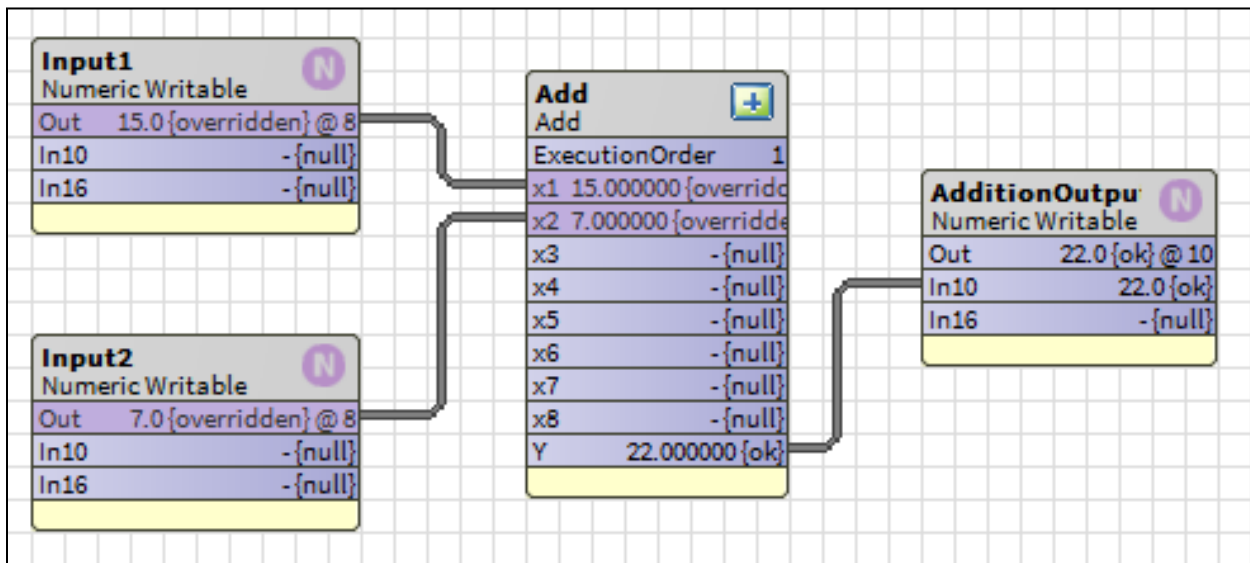 Input1
N
Numeric Writable
Out 15.0 {overridden} @ 8
In10 - {null}
In16 - {null}
Input2
N
Numeric Writable
Out 7.0 {overridden} @ 8
In10 - {null}
In16 - {null}
Add
Add
ExecutionOrder 1
x1 15.000000 {overridd
x2 7.000000 {overridde
x3 - {null}
x4 - {null}
x5 - {null}
x6 - {null}
x7 - {null}
x8 - {null}
Y 22.000000 {ok}
AdditionOutpu
N
Numeric Writable
Out 22.0 {ok} @ 10
In10 22.0 {ok}
In16 - {null}